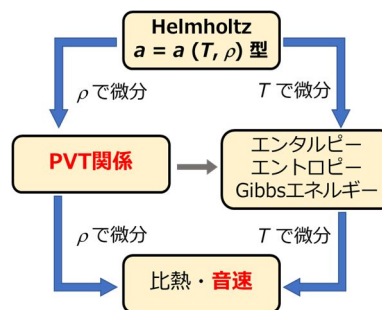 Helmholtz
a = a (T, ρ) 型
ρ で微分
T で微分
PVT関係
エンタルピー
エントロピー
Gibbsエネルギー
ρ で微分
T で微分
比熱・音速